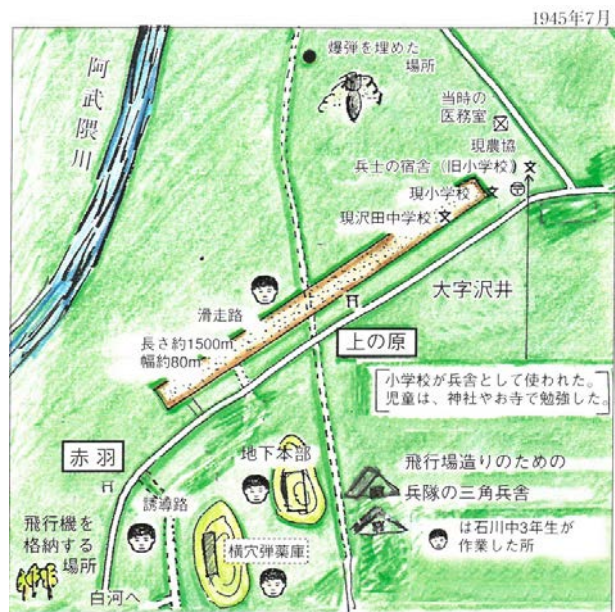 1945年7月
爆弾を埋めた
場所
阿武隈川
当時の
医務室
現農協
兵士の宿舎(旧小学校)
現小学校
現沢田中学校
大字沢井
滑走路
長さ約1500m
幅約80m
上の原
小学校が兵舎として使われた。
児童は、神社やお寺で勉強した。
赤羽
地下本部
飛行場造りのための
兵隊の三角兵舎
誘導路
飛行機を
格納する
場所
横穴弾薬庫
は石川中3年生が
作業した所
白河へ